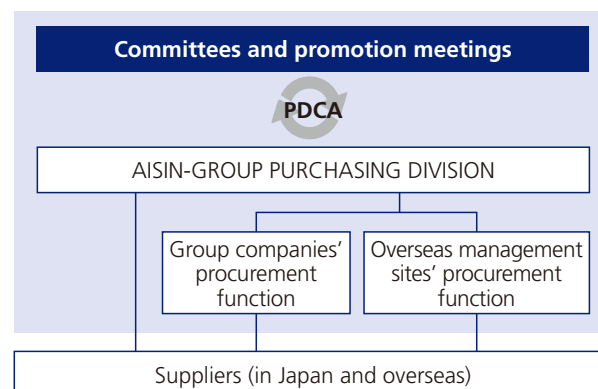 Committees and promotion meetings
PDCA
AISIN-GROUP PURCHASING DIVISION
Group companies’
procurement
function
Overseas management
sites’ procurement
function
Suppliers (in Japan and overseas)